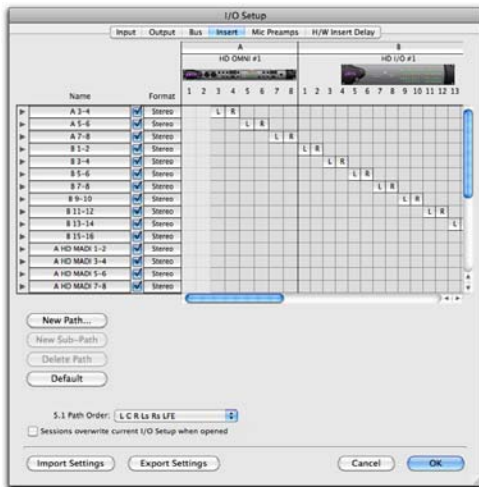 I/O Setup
Input Output Bus Insert Mic Preamps H/W Insert Delay
A B
HD OMNI #1 HD I/O #1
Name Format 1 2 3 4 5 6 7 8 1 2 3 4 5 6 7 8 9 10 11 12 13
A 3-4 Stereo L R
A 5-6 Stereo L R
A 7-8 Stereo L R
B 1-2 Stereo L R
B 3-4 Stereo L R
B 5-6 Stereo L R
B 7-8 Stereo L R
B 9-10 Stereo L R
B 11-12 Stereo L R
B 13-14 Stereo L
B 15-16 Stereo
A HD MADI 1-2 Stereo
A HD MADI 3-4 Stereo
A HD MADI 5-6 Stereo
A HD MADI 7-8 Stereo
New Path...
New Sub-Path
Delete Path
Default
5.1 Path Order: L C R Ls Rs LFE
Sessions overwrite current I/O Setup when opened
Import Settings Export Settings Cancel OK